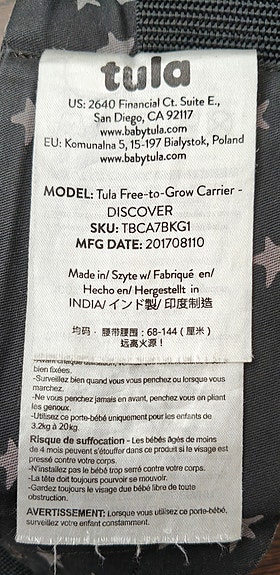 tula
US: 2640 Financial Ct. Suite E.,
San Diego, CA 92117
www.babytula.com
EU: Komunalna 5, 15-197 Bialystok, Poland
www.babytula.com
MODEL: Tula Free-to-Grow Carrier -
DISCOVER
SKU: TBCA7BKG1
MFG DATE: 201708110
Made in/ Szyte w/ Fabriqué en/
Hecho en/ Hergestellt in
INDIA/ インド製/ 印度制造
均码 · 腰带腰围：68-144（厘米）
远离火源！
-Avant chaque utilisation,
bien fixées.
-Surveillez bien quand vous vous penchez ou lorsque vous
marchez.
-Ne vous penchez jamais en avant, penchez vous en pliant
les genoux.
-Utilisez ce porte-bébé uniquement pour les enfants de
3.2kg à 20kg.
Risque de suffocation - Les bébés âgés de moins
de 4 mois peuvent s'étouffer dans ce produit si le visage est
pressé contre votre corps.
-N'installez pas le bébé trop serré contre votre corps.
-La tête doit toujours pourvoir se mouvoir.
-Gardez toujours le visage due bébé libre de toute
obstruction.
AVERTISSEMENT: Lorsque vous utilisez ce porte-bébé,
surveillez votre enfant constamment.